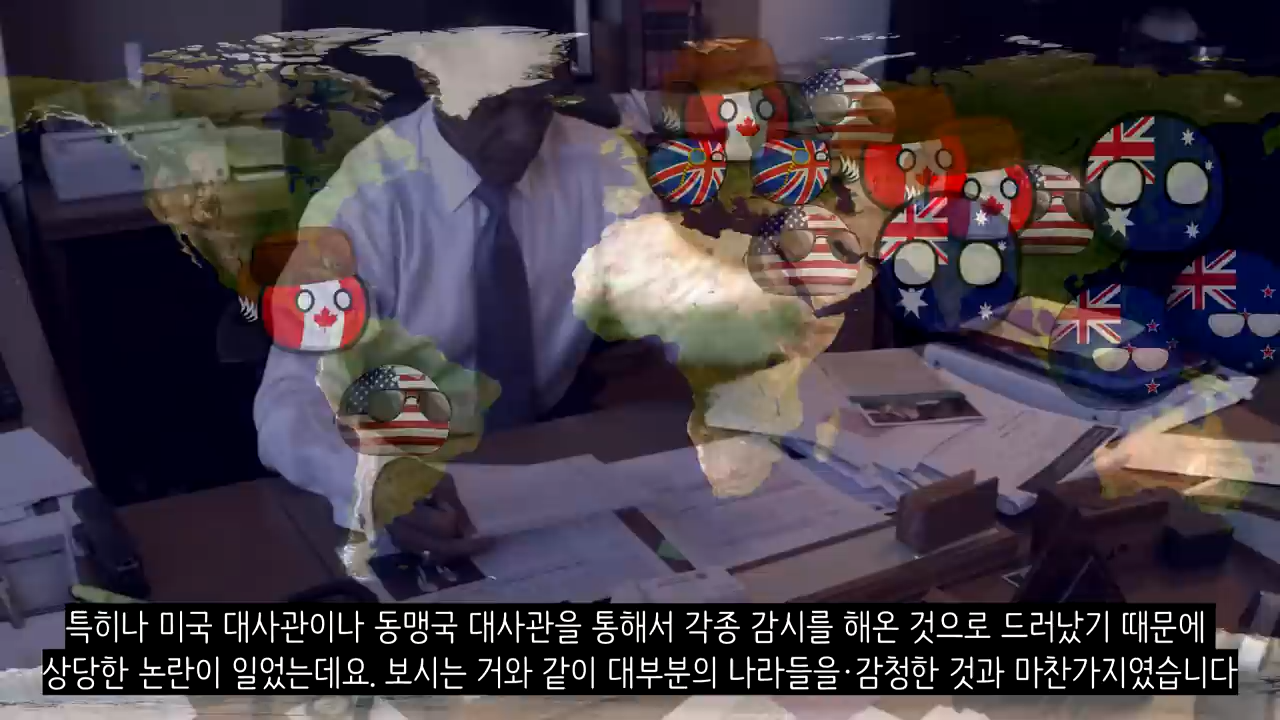 특히나 미국 대사관이나 동맹국 대사관을 통해서 각종 감시를 해온 것으로 드러났기 때문에
상당한 논란이 일었는데요. 보시는 거와 같이 대부분의 나라들을·감청한 것과 마찬가지였습니다